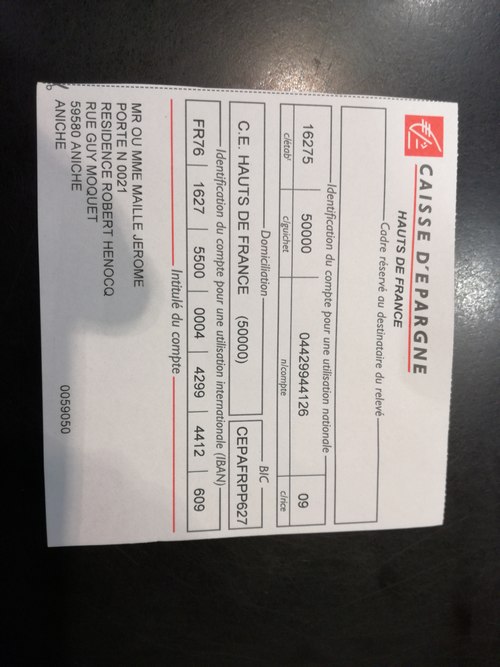 CAISSE D'EPARGNE
HAUTS DE FRANCE
Cadre réservé au destinataire du relevé
Identification du compte pour une utilisation nationale
16275 50000 04429944126 09
c/étabt c/guichet n/compte c/rice
Domiciliation BIC
C.E. HAUTS DE FRANCE (50000) CEPAFRPP627
Identification du compte pour une utilisation internationale (IBAN)
FR76 1627 5500 0004 4299 4412 609
Intitulé du compte
MR OU MME MAILLE JEROME
PORTE N 0021
RESIDENCE ROBERT HENOCQ
RUE GUY MOQUET
59580 ANICHE
ANICHE
0059050